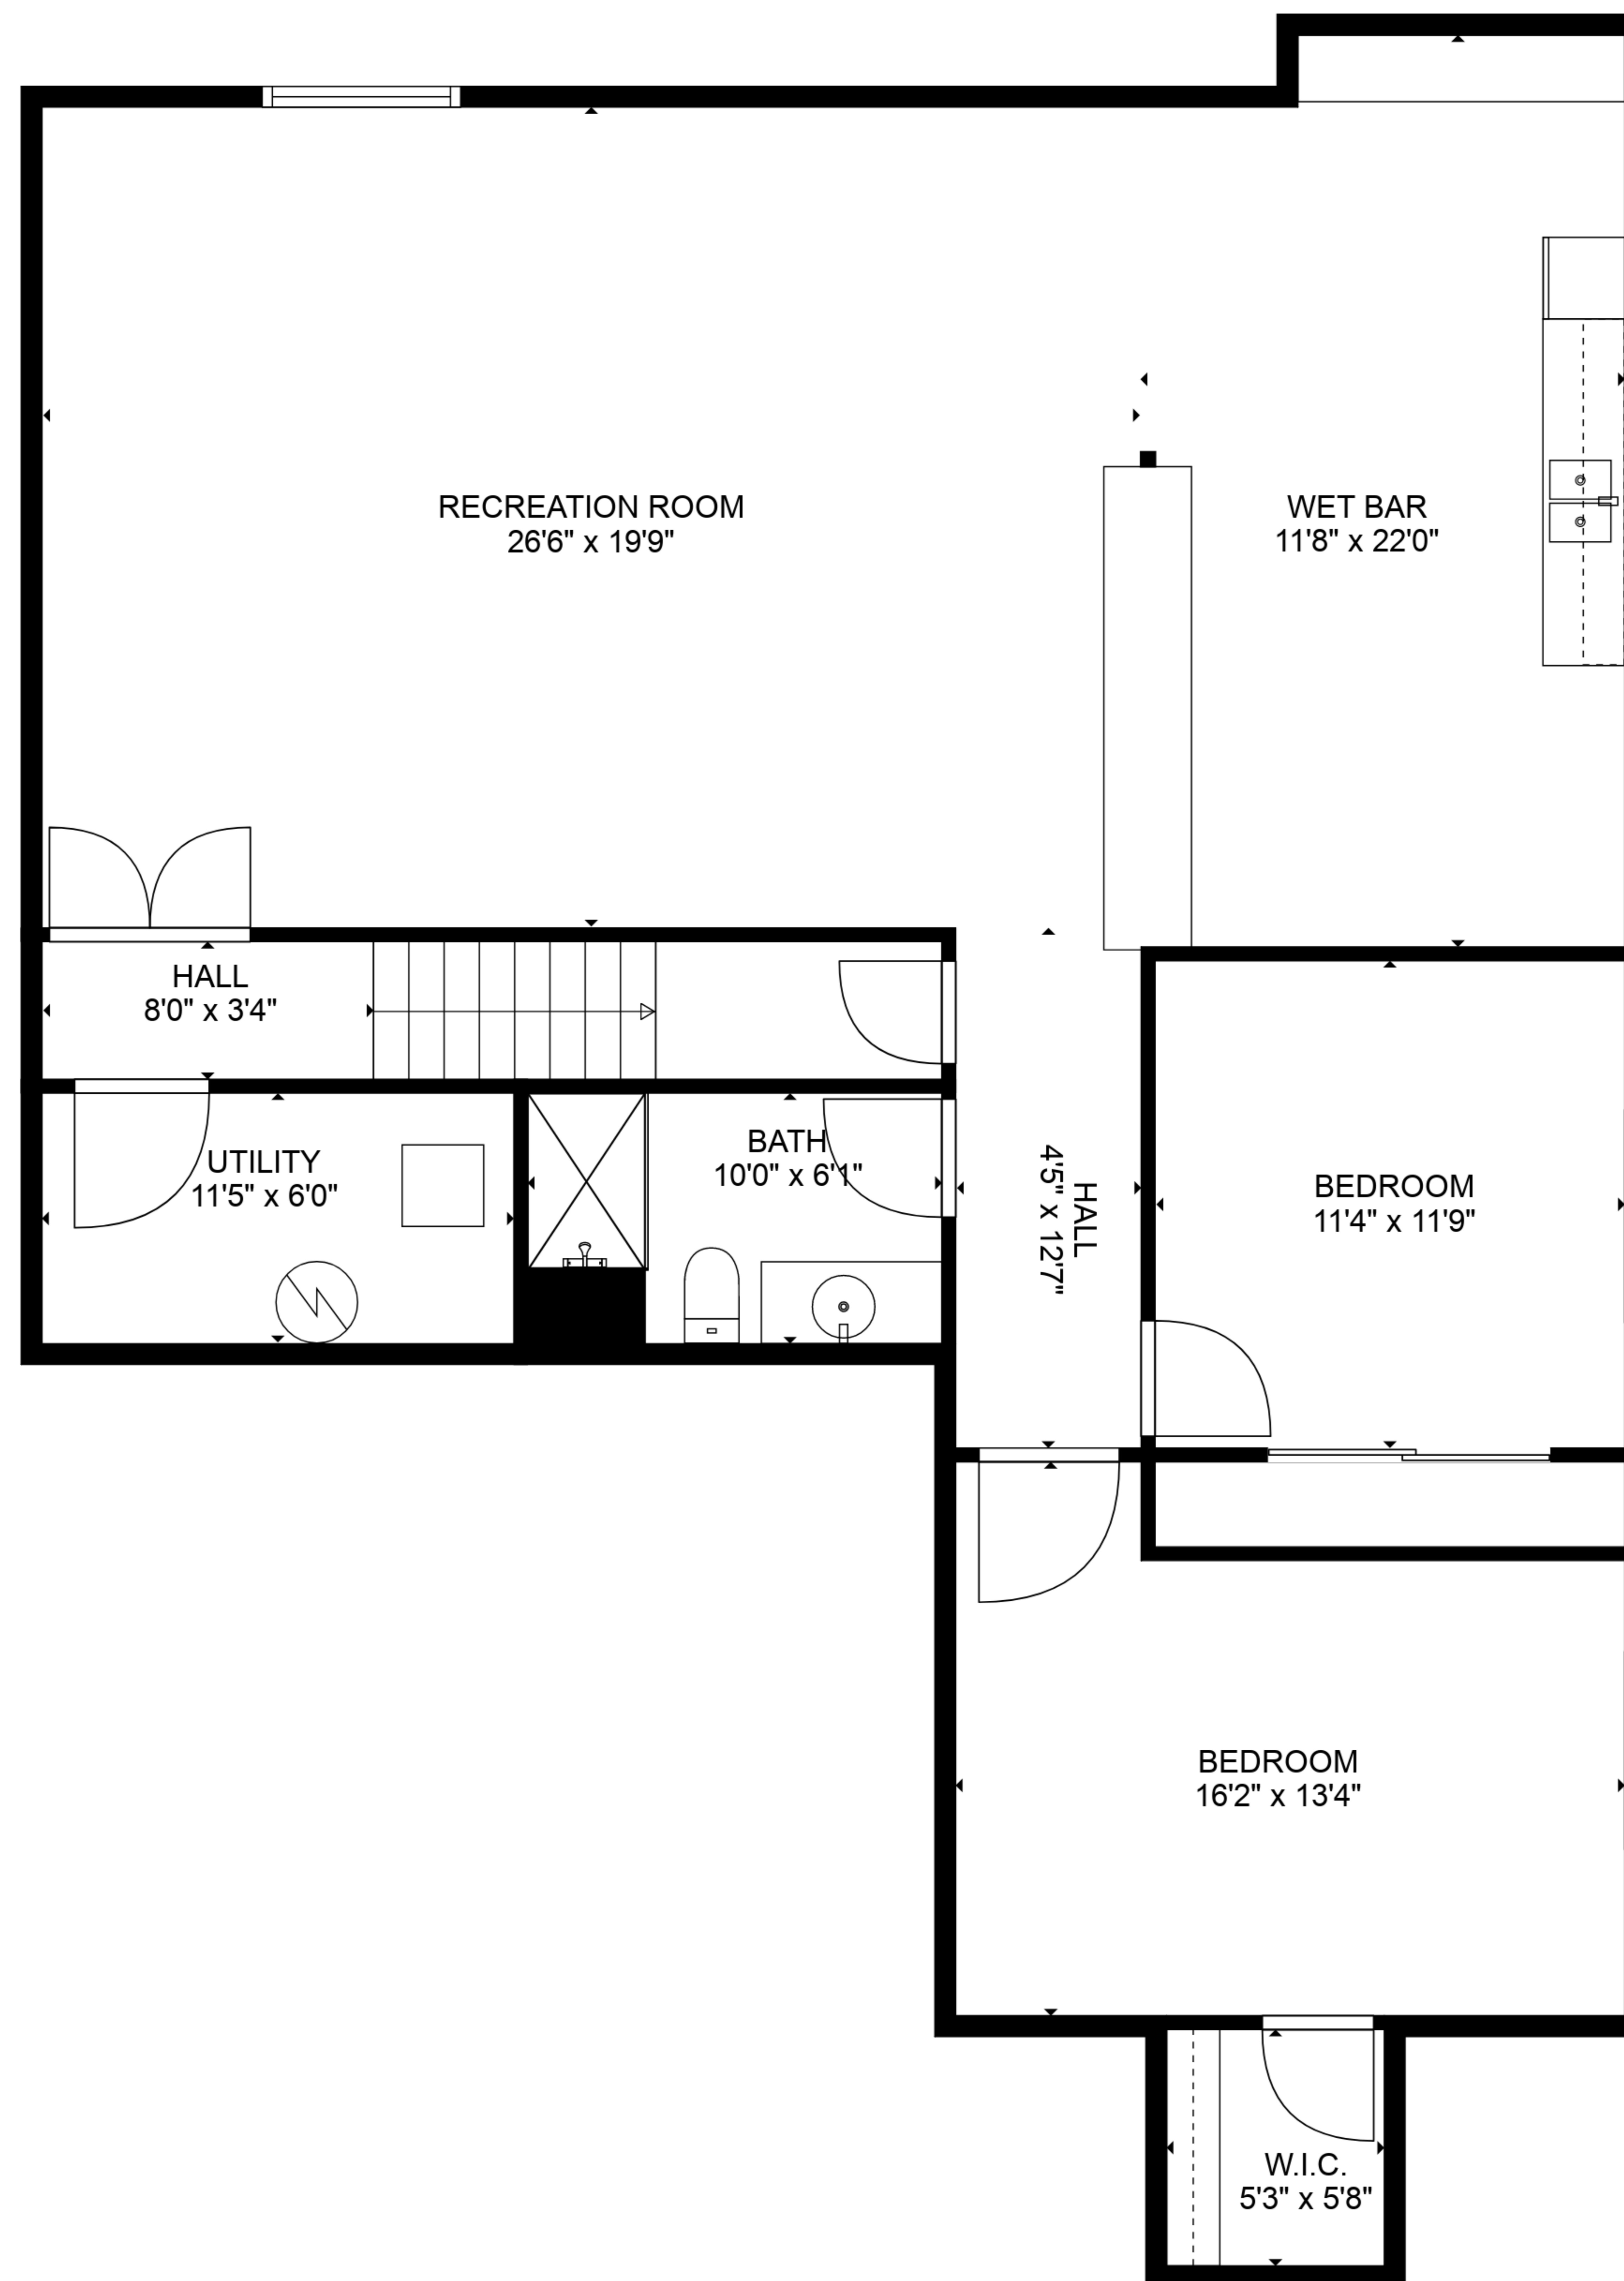 RECREATION ROOM
26'6" x 19'9"
WET BAR
11'8" x 22'0"
HALL
8'0" x 3'4"
UTILITY
11'5" x 6'0"
BATH
10'0" x 6'1"
HALL
4'5" x 12'7"
BEDROOM
11'4" x 11'9"
BEDROOM
16'2" x 13'4"
W.I.C.
5'3" x 5'8"